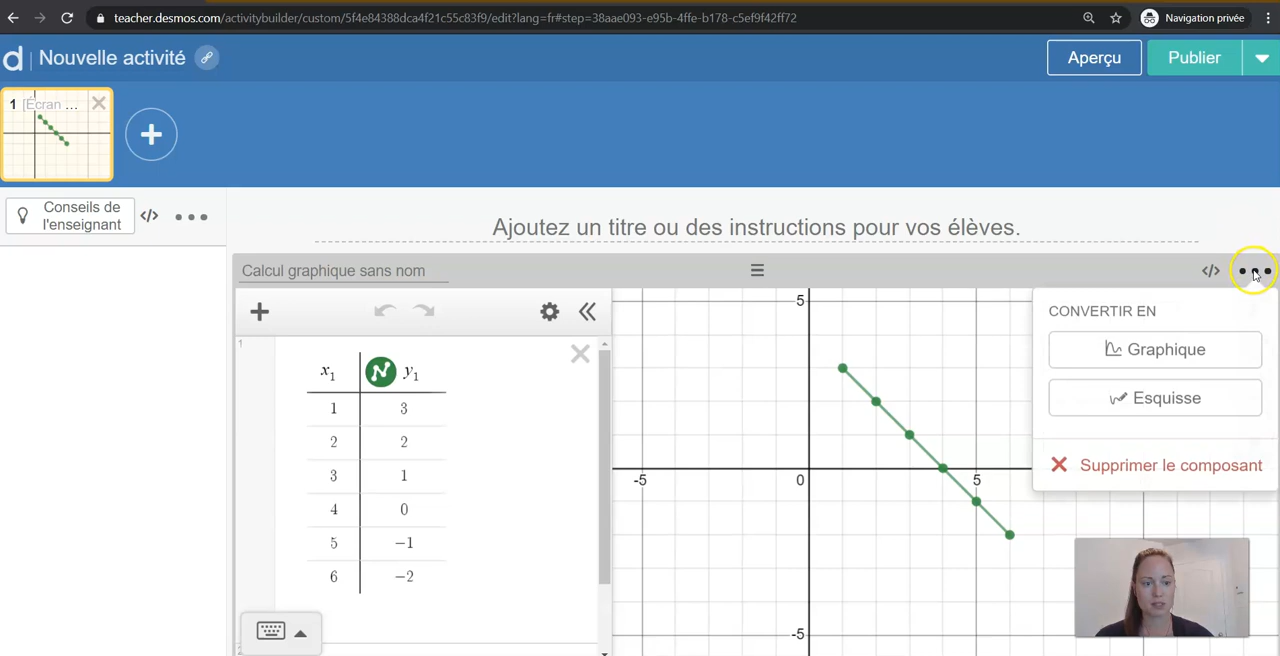 teacher.desmos.com/activitybuilder/custom/5f4e84388dca4f21c55c83f9/edit?lang=fr#step=38aae093-e95b-4ffe-b178-c5ef9f42ff72
Navigation privée
d | Nouvelle activité
Aperçu
Publier
1 [Écran ...
Conseils de
l'enseignant
</>
Ajoutez un titre ou des instructions pour vos élèves.
Calcul graphique sans nom
</>
CONVERTIR EN
Graphique
Esquisse
Supprimer le composant
1
x₁ y₁
1 3
2 2
3 1
4 0
5 −1
6 −2
2
5
-5
0
5
-5